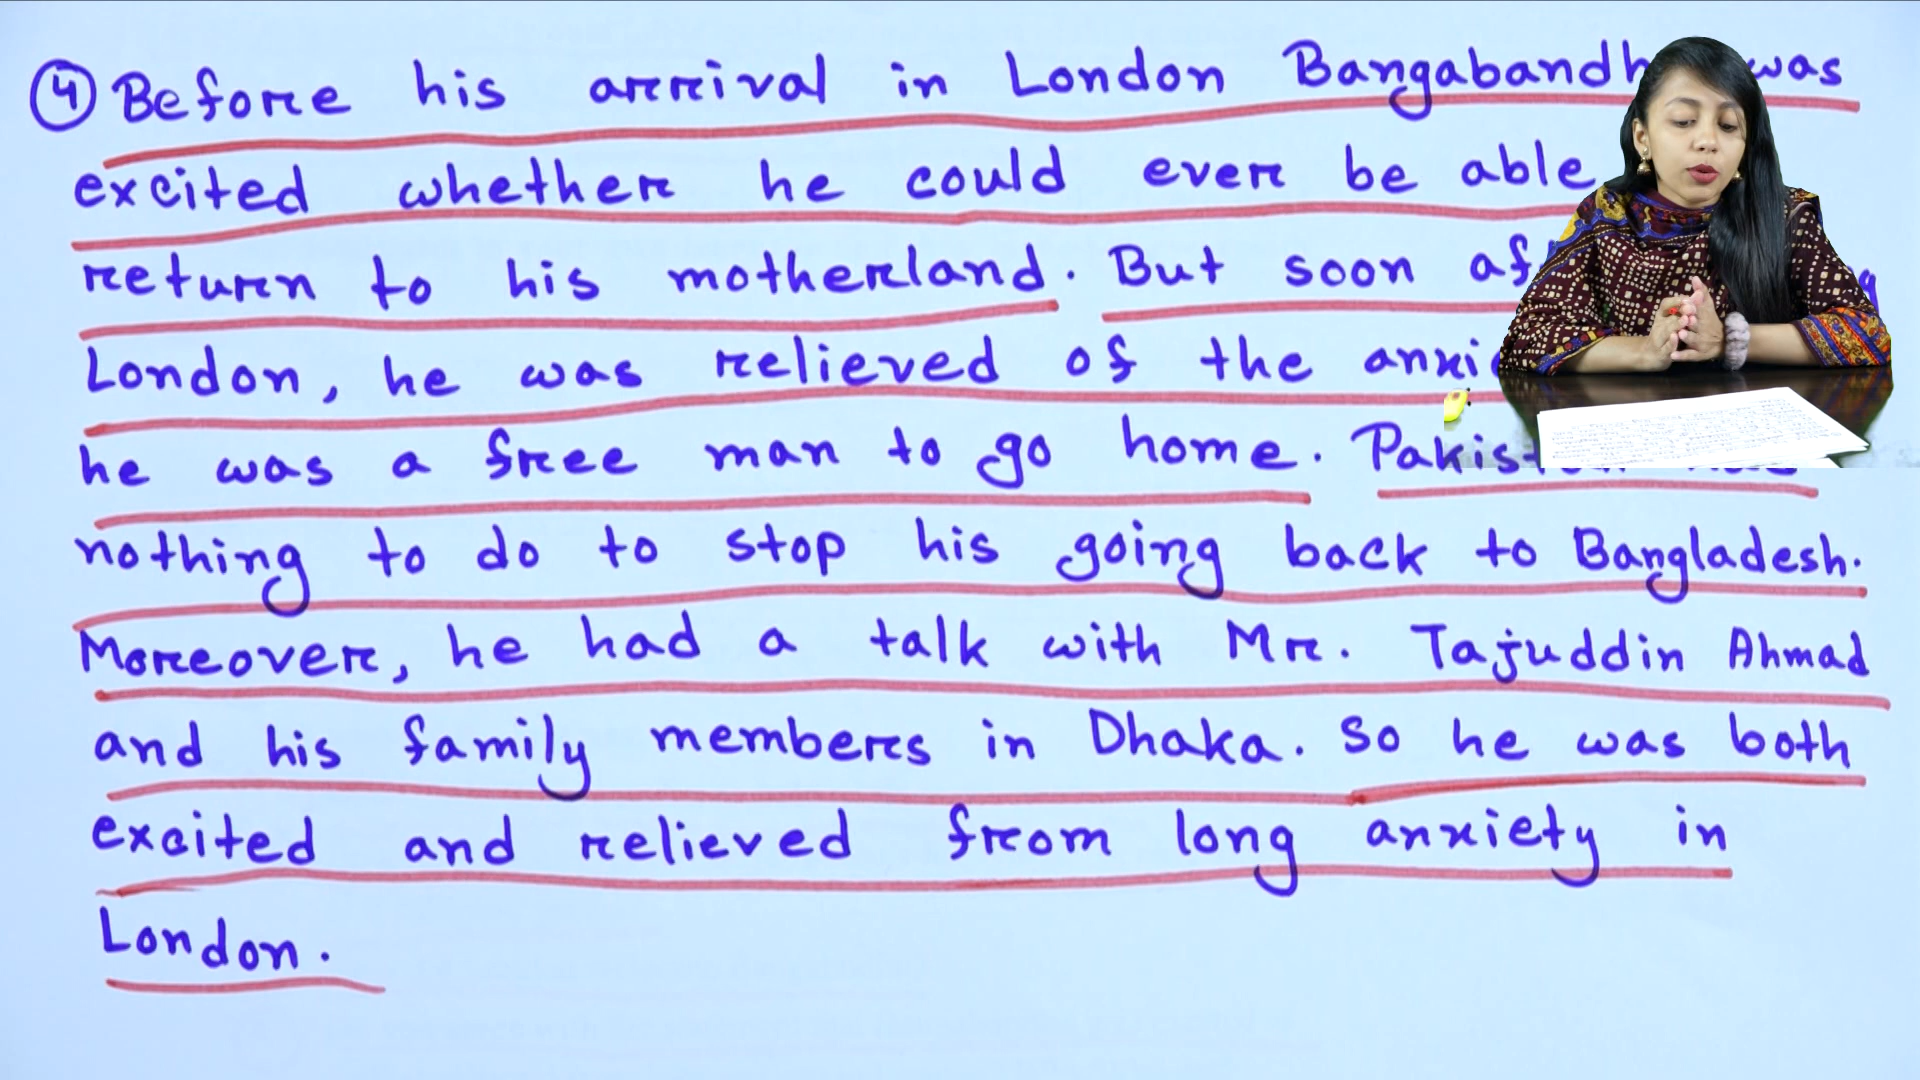 4 Before his arrival in London Bangabandh was
excited whether he could ever be able
return to his motherland. But soon af
London, he was relieved of the anxi
he was a free man to go home. Pakis
nothing to do to stop his going back to Bangladesh.
Moreover, he had a talk with Mr. Tajuddin Ahmad
and his family members in Dhaka. So he was both
excited and relieved from long anxiety in
London.